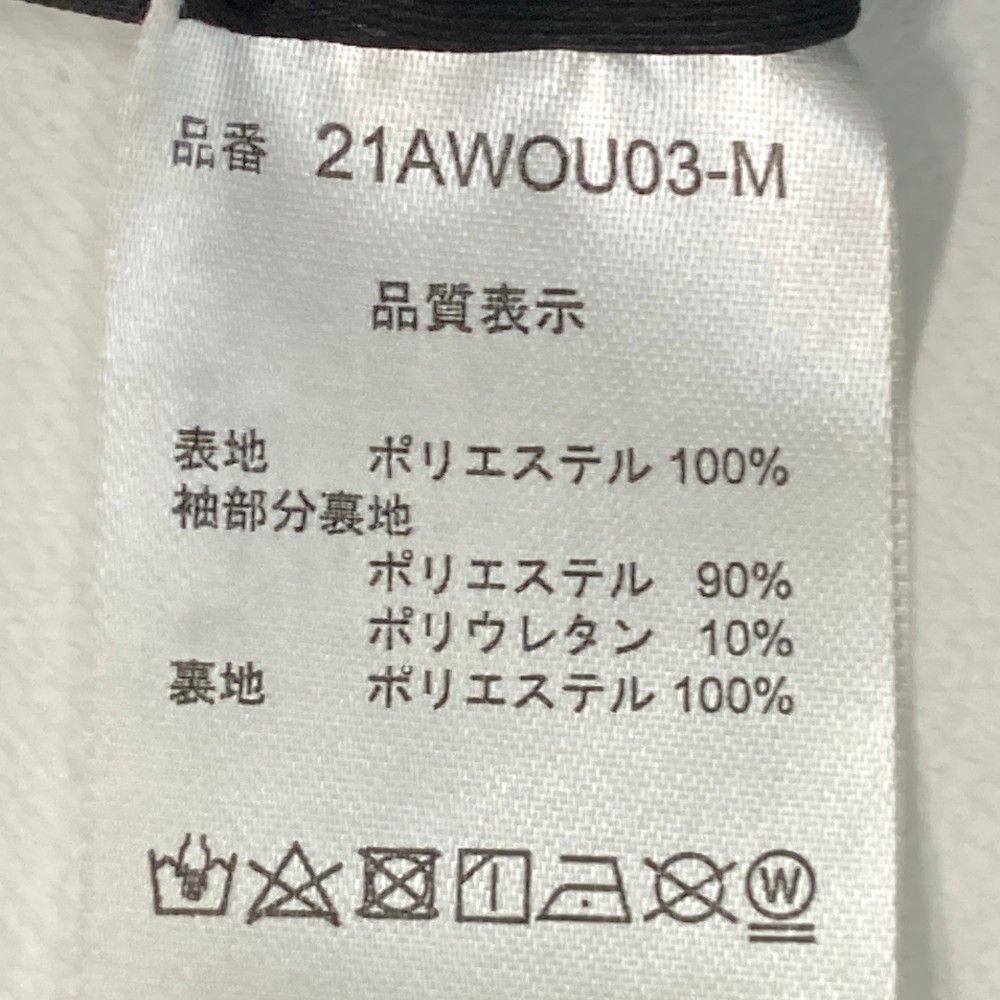 品番 21AWOU03-M
品質表示
表地 ポリエステル 100%
袖部分裏地
ポリエステル 90%
ポリウレタン 10%
裏地 ポリエステル 100%
W